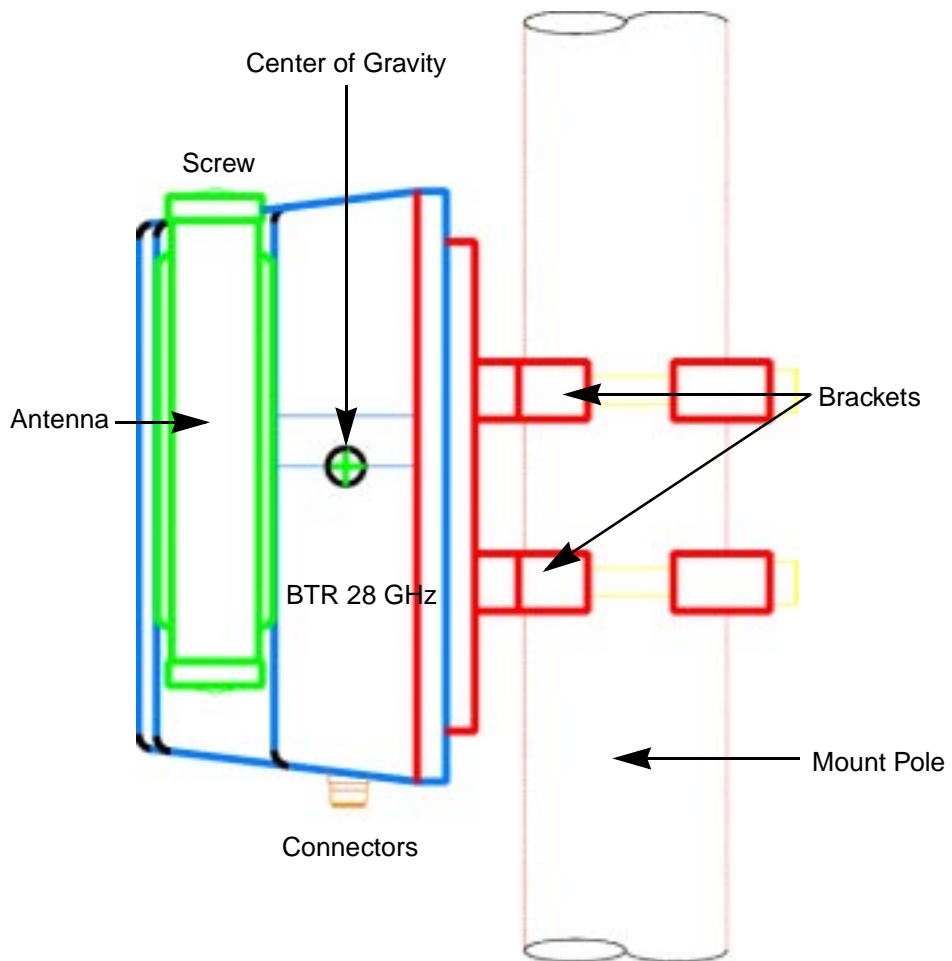 Center of Gravity
Screw
Antenna
Brackets
BTR 28 GHz
Mount Pole
Connectors